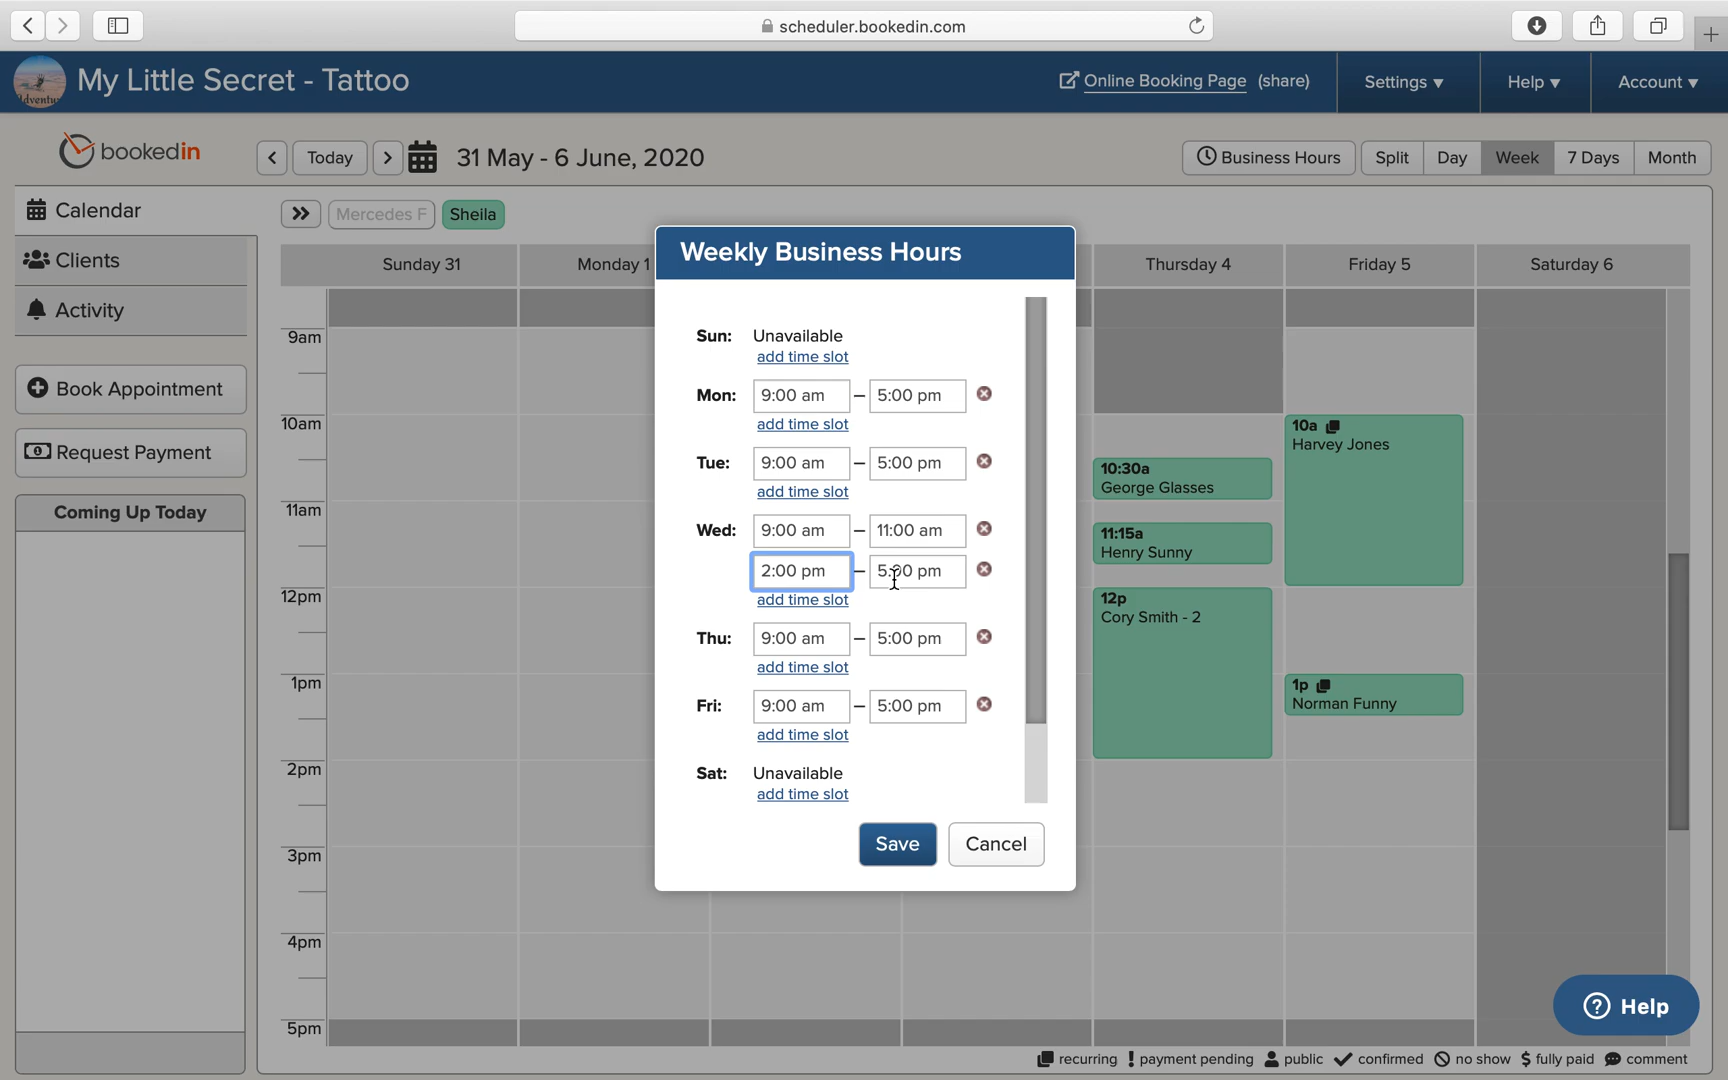 scheduler.bookedin.com
My Little Secret - Tattoo
Online Booking Page (share)
Settings ▼
Help ▼
Account ▼
bookedin
Today
31 May - 6 June, 2020
Business Hours
Split
Day
Week
7 Days
Month
Calendar
Clients
Activity
Book Appointment
Request Payment
Coming Up Today
Mercedes F
Sheila
Sunday 31
Monday 1
Thursday 4
Friday 5
Saturday 6
9am
10am
11am
12pm
1pm
2pm
3pm
4pm
5pm
10:30a
George Glasses
11:15a
Henry Sunny
12p
Cory Smith - 2
10a
Harvey Jones
1p
Norman Funny
Weekly Business Hours
Sun: Unavailable
add time slot
Mon: 9:00 am – 5:00 pm
add time slot
Tue: 9:00 am – 5:00 pm
add time slot
Wed: 9:00 am – 11:00 am
2:00 pm – 5:00 pm
add time slot
Thu: 9:00 am – 5:00 pm
add time slot
Fri: 9:00 am – 5:00 pm
add time slot
Sat: Unavailable
add time slot
Save
Cancel
Help
recurring ! payment pending public confirmed no show $ fully paid comment